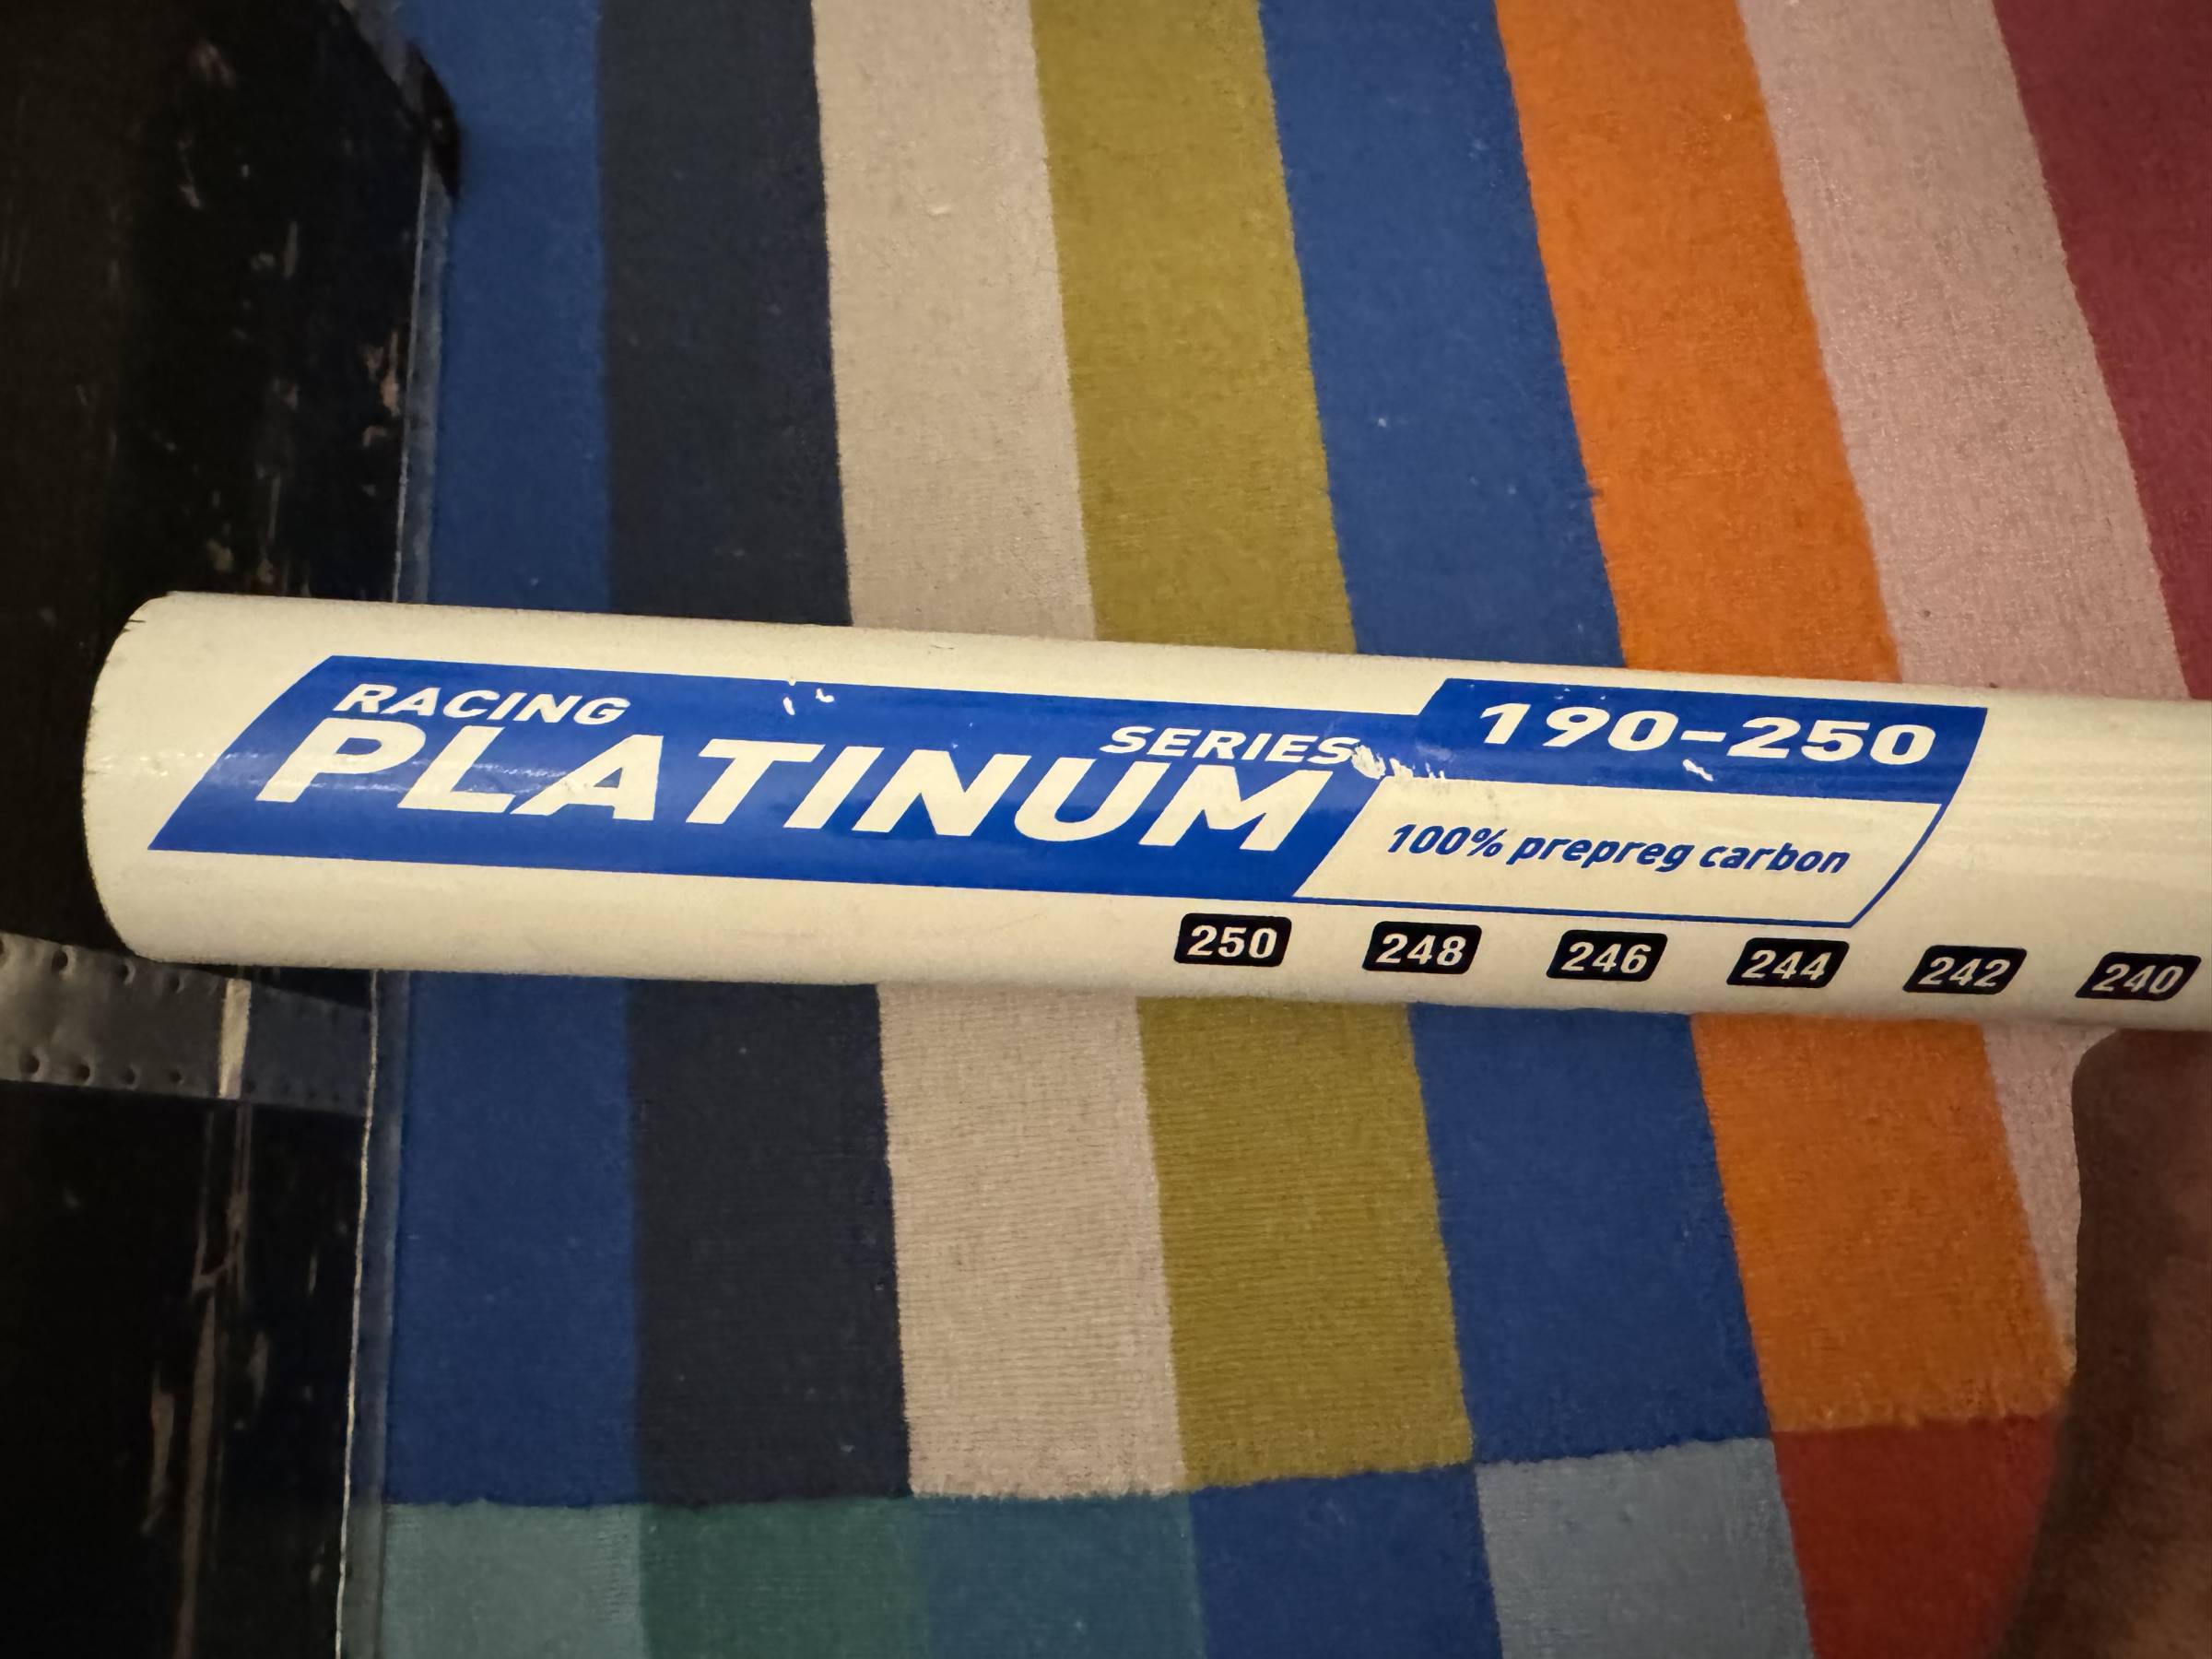 RACING
SERIES
PLATINUM
190-250
100% prepreg carbon
250 248 246 244 242 240